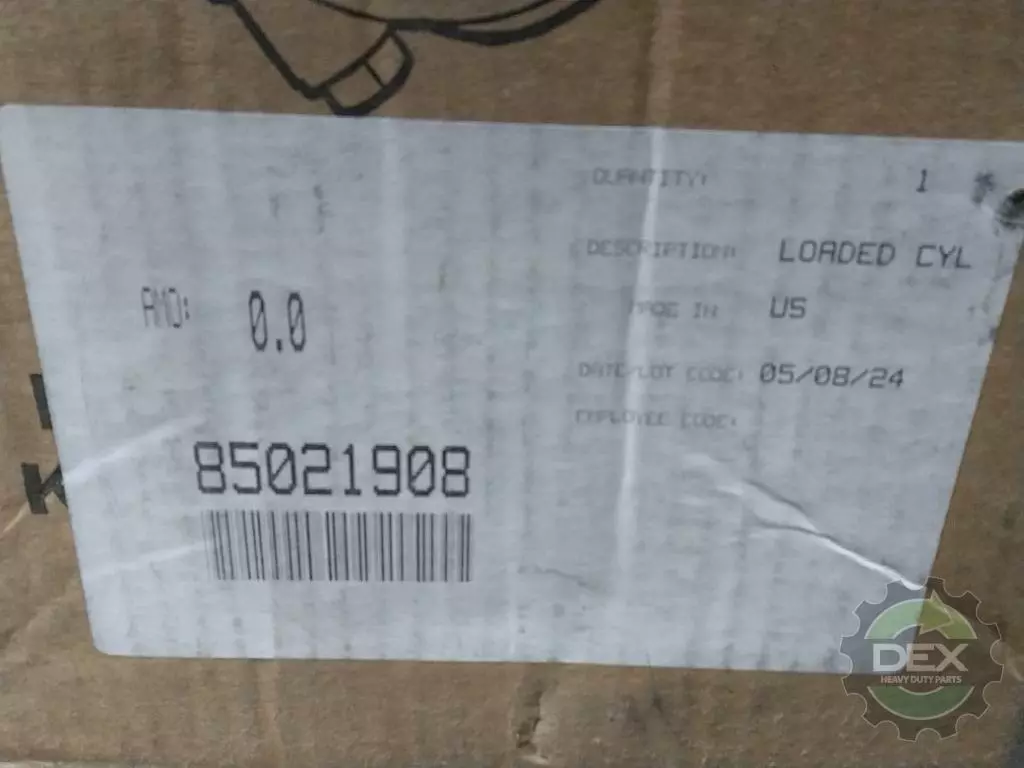 QUANTITY: 1
DESCRIPTION: LOADED CYL
MADE IN US
AMD: 0.0
DATE/LOT CODE: 05/08/24
EMPLOYEE CODE:
85021908
K
DEX
HEAVY DUTY PARTS